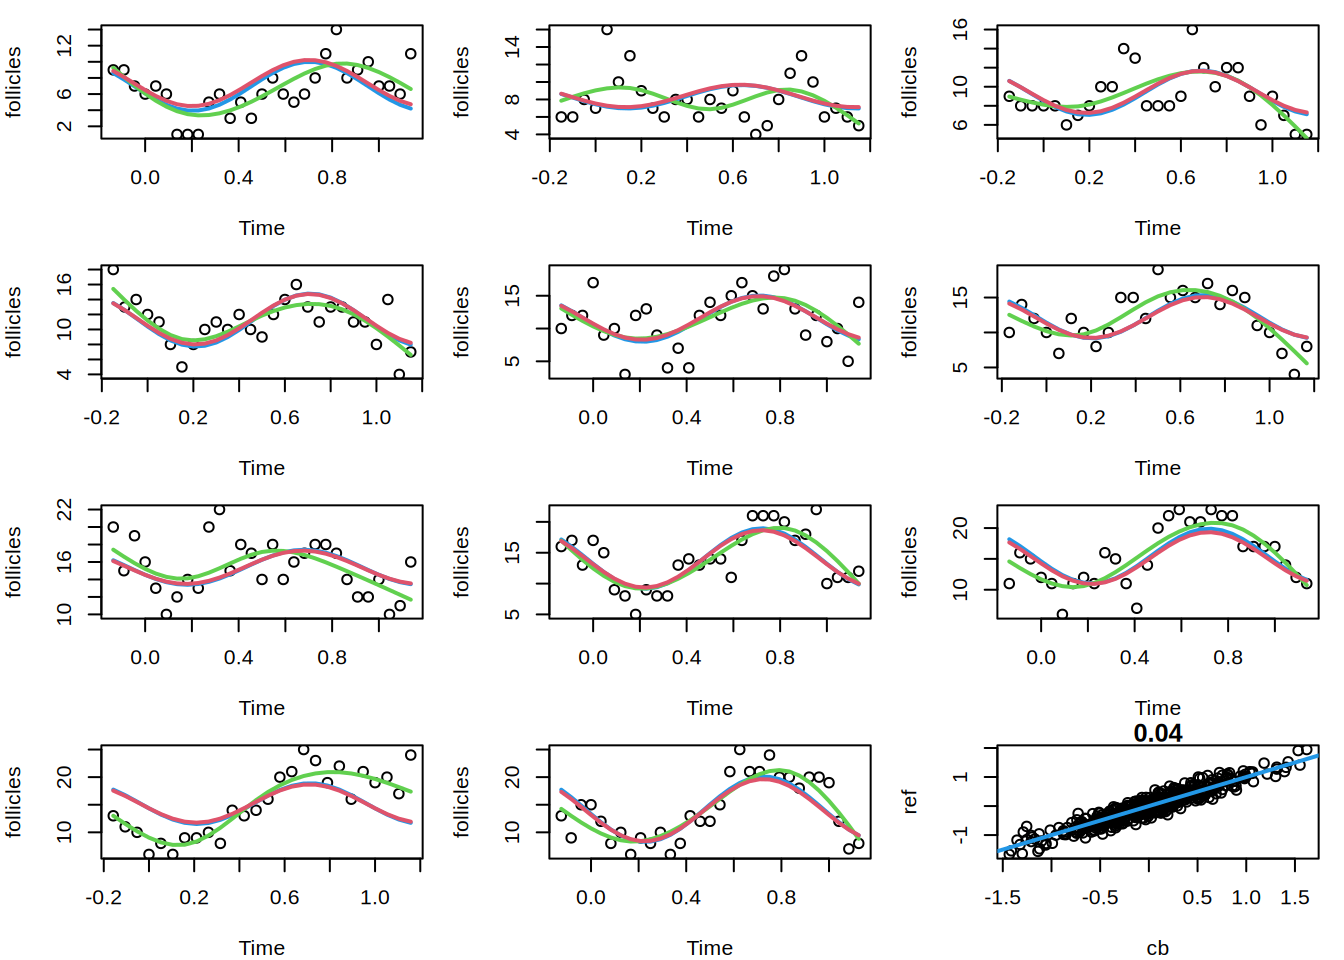 follicles 2 6 12 0.0 0.4 0.8 Time
follicles 4 8 14 -0.2 0.2 0.6 1.0 Time
follicles 6 10 16 -0.2 0.2 0.6 1.0 Time
follicles 4 10 16 -0.2 0.2 0.6 1.0 Time
follicles 5 15 0.0 0.4 0.8 Time
follicles 5 15 -0.2 0.2 0.6 1.0 Time
follicles 10 16 22 0.0 0.4 0.8 Time
follicles 5 15 0.0 0.4 0.8 Time
follicles 10 20 0.0 0.4 0.8 Time
follicles 10 20 -0.2 0.2 0.6 1.0 Time
follicles 10 20 0.0 0.4 0.8 Time
0.04
ref -1 1 -1.5 -0.5 0.5 1.0 1.5 cb